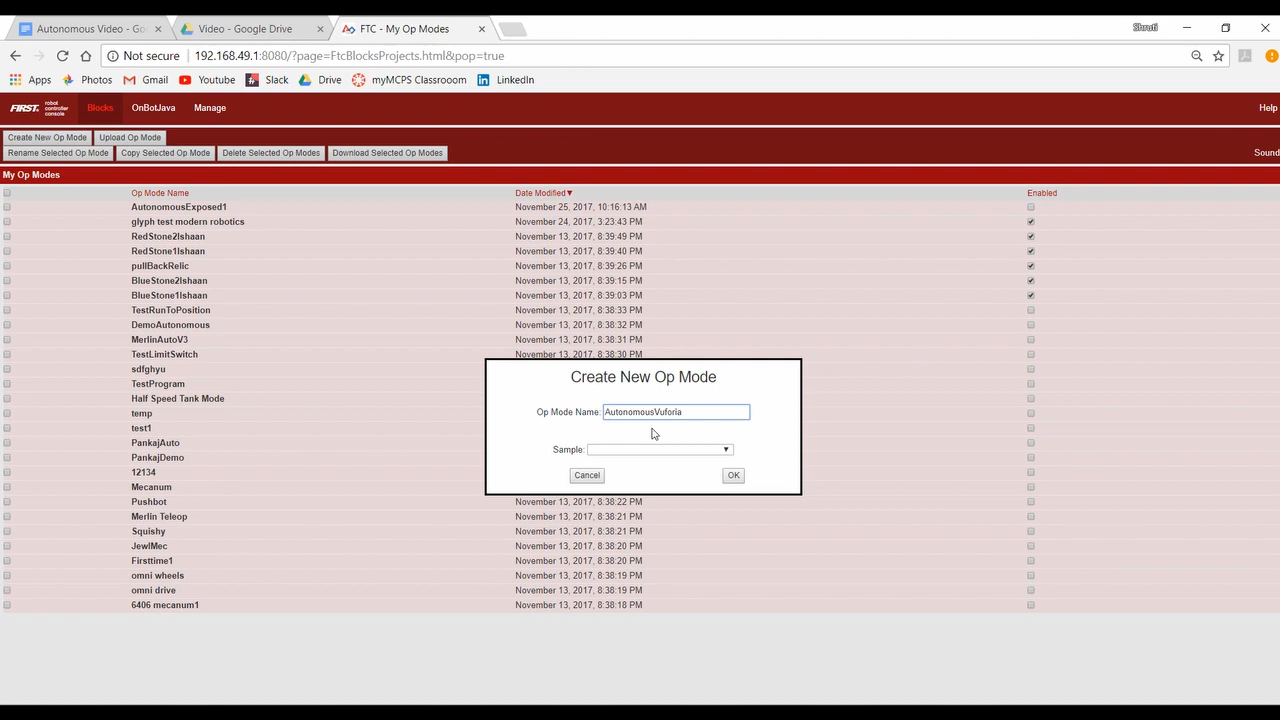 Autonomous Video - Go
Video - Google Drive
FTC - My Op Modes
Shruti
Not secure
192.168.49.1:8080/?page=FtcBlocksProjects.html&pop=true
Apps
Photos
Gmail
Youtube
Slack
Drive
myMCPS Classrooom
LinkedIn
FIRST. robot controller console
Blocks
OnBotJava
Manage
Help
Create New Op Mode
Upload Op Mode
Rename Selected Op Mode
Copy Selected Op Mode
Delete Selected Op Modes
Download Selected Op Modes
Sound
My Op Modes
Op Mode Name Date Modified▼ Enabled
AutonomousExposed1 November 25, 2017, 10:16:13 AM
glyph test modern robotics November 24, 2017, 3:23:43 PM
RedStone2Ishaan November 13, 2017, 8:39:49 PM
RedStone1Ishaan November 13, 2017, 8:39:40 PM
pullBackRelic November 13, 2017, 8:39:26 PM
BlueStone2Ishaan November 13, 2017, 8:39:15 PM
BlueStone1Ishaan November 13, 2017, 8:39:03 PM
TestRunToPosition November 13, 2017, 8:38:33 PM
DemoAutonomous November 13, 2017, 8:38:32 PM
MerlinAutoV3 November 13, 2017, 8:38:31 PM
TestLimitSwitch November 13, 2017, 8:38:30 PM
sdfghyu
TestProgram
Half Speed Tank Mode
temp
test1
PankajAuto
PankajDemo
12134
Mecanum
Pushbot November 13, 2017, 8:38:22 PM
Merlin Teleop November 13, 2017, 8:38:21 PM
Squishy November 13, 2017, 8:38:21 PM
JewlMec November 13, 2017, 8:38:20 PM
Firsttime1 November 13, 2017, 8:38:20 PM
omni wheels November 13, 2017, 8:38:19 PM
omni drive November 13, 2017, 8:38:19 PM
6406 mecanum1 November 13, 2017, 8:38:18 PM
Create New Op Mode
Op Mode Name: AutonomousVuforia
Sample:
Cancel
OK